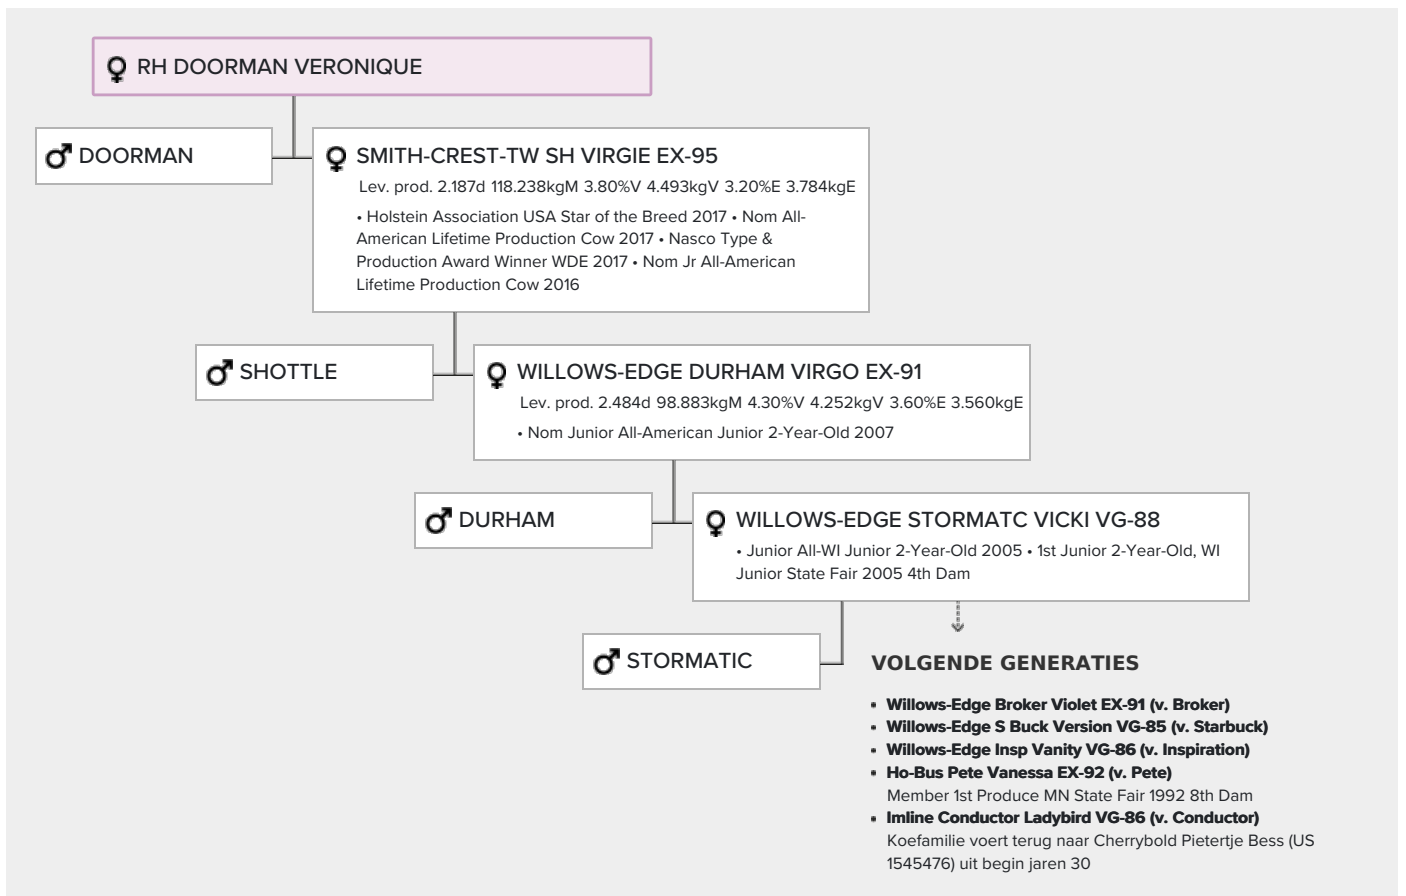 RH DOORMAN VERONIQUE
DOORMAN
SMITH-CREST-TW SH VIRGIE EX-95
Lev. prod. 2.187d 118.238kgM 3.80%V 4.493kgV 3.20%E 3.784kgE
• Holstein Association USA Star of the Breed 2017 • Nom All-
American Lifetime Production Cow 2017 • Nasco Type &
Production Award Winner WDE 2017 • Nom Jr All-American
Lifetime Production Cow 2016
SHOTTLE
WILLOWS-EDGE DURHAM VIRGO EX-91
Lev. prod. 2.484d 98.883kgM 4.30%V 4.252kgV 3.60%E 3.560kgE
• Nom Junior All-American Junior 2-Year-Old 2007
DURHAM
WILLOWS-EDGE STORMATC VICKI VG-88
• Junior All-WI Junior 2-Year-Old 2005 • 1st Junior 2-Year-Old, WI
Junior State Fair 2005 4th Dam
STORMATIC
VOLGENDE GENERATIES
• Willows-Edge Broker Violet EX-91 (v. Broker)
• Willows-Edge S Buck Version VG-85 (v. Starbuck)
• Willows-Edge Insp Vanity VG-86 (v. Inspiration)
• Ho-Bus Pete Vanessa EX-92 (v. Pete)
Member 1st Produce MN State Fair 1992 8th Dam
• Imline Conductor Ladybird VG-86 (v. Conductor)
Koefamilie voert terug naar Cherrybold Pietertje Bess (US
1545476) uit begin jaren 30